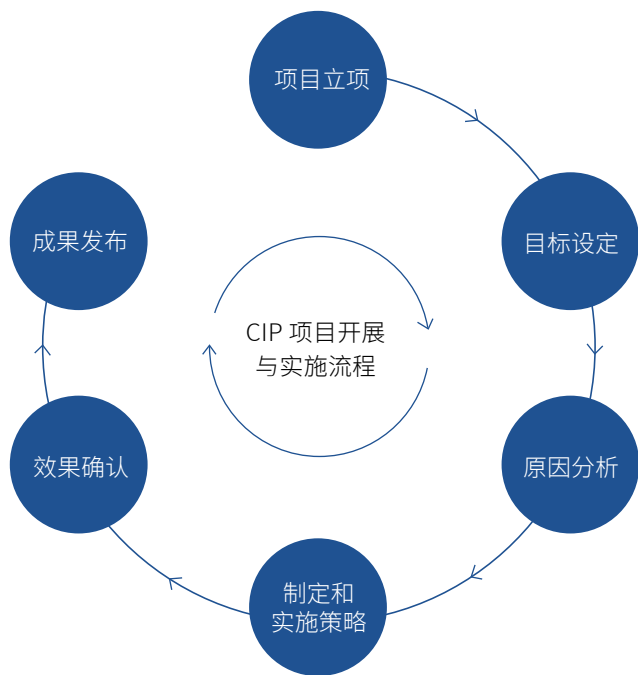 项目立项
目标设定
原因分析
制定和
实施策略
效果确认
成果发布
CIP 项目开展
与实施流程